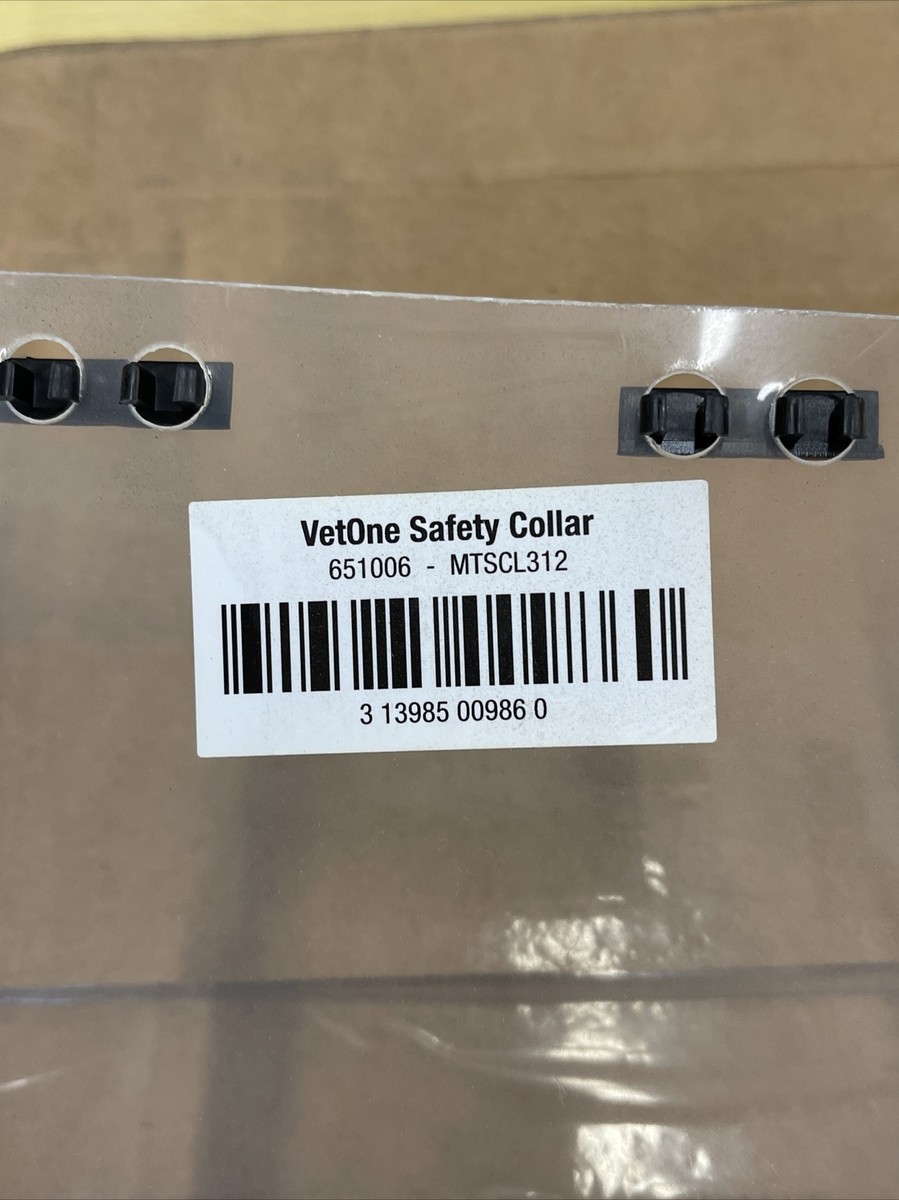 VetOne Safety Collar
651006 - MTSCL312
3 13985 00986 0